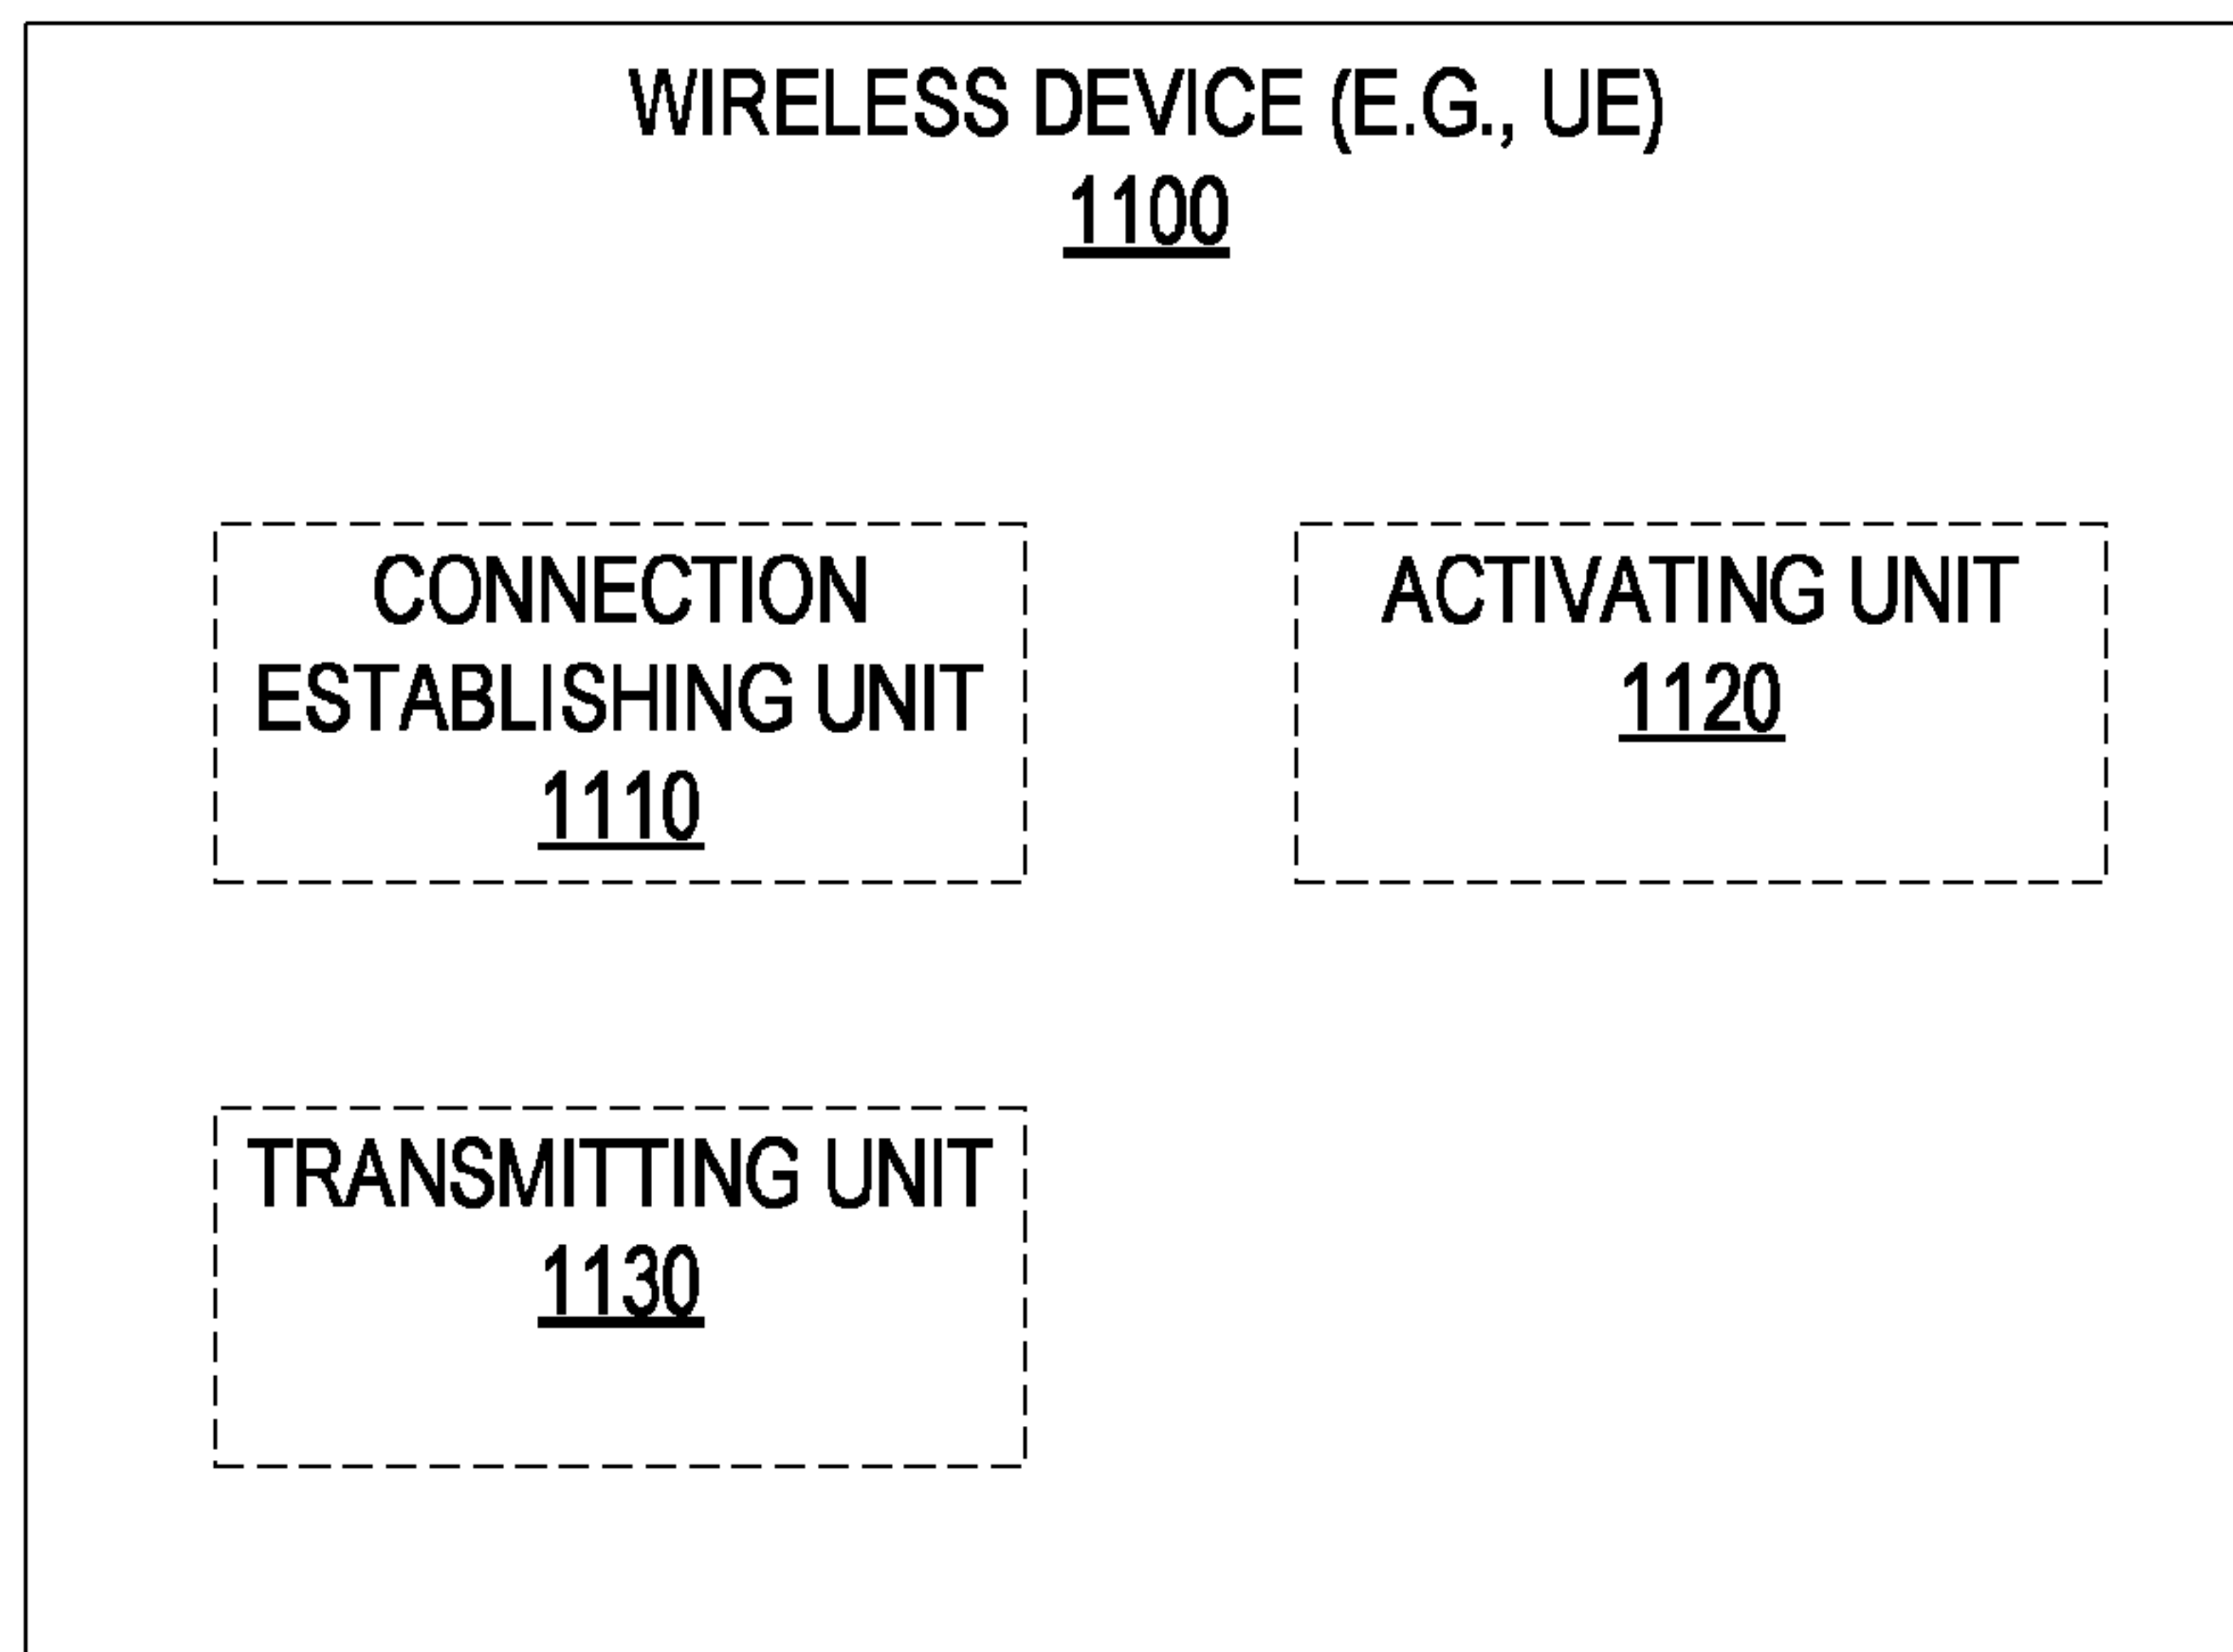 WIRELESS DEVICE (E.G., UE)
1100
CONNECTION
ESTABLISHING UNIT
1110
ACTIVATING UNIT
1120
TRANSMITTING UNIT
1130